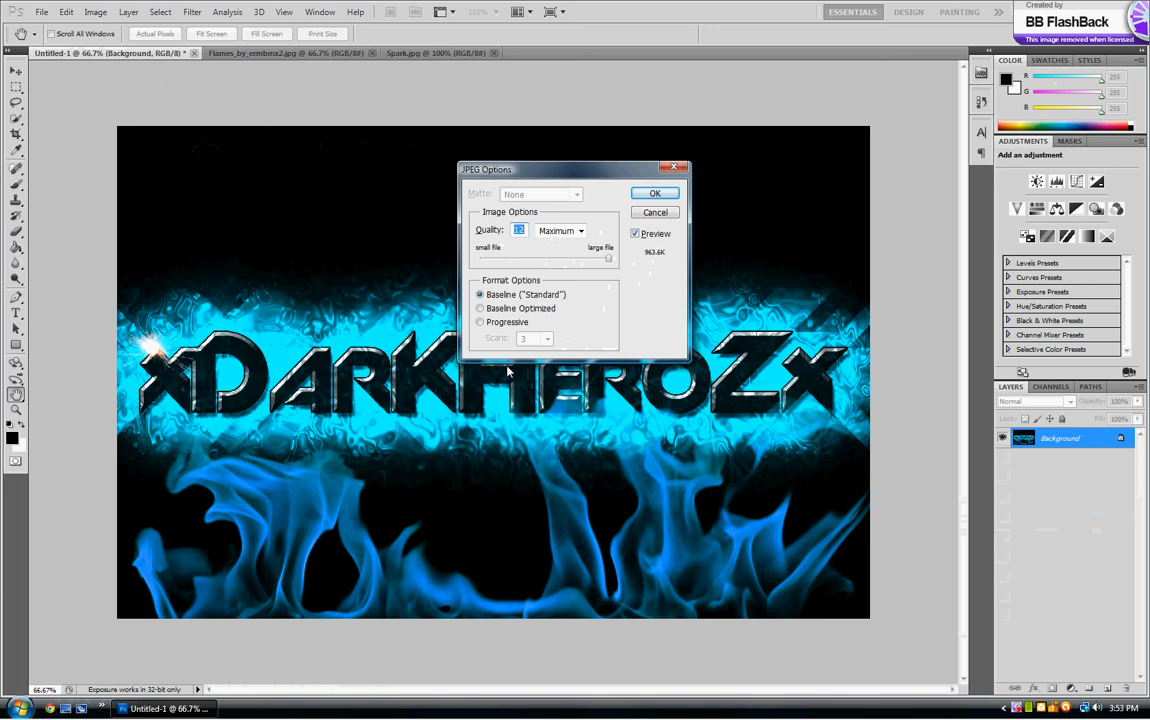 Ps File Edit Image Layer Select Filter Analysis 3D View Window Help 100% ESSENTIALS DESIGN PAINTING
Created by
BB FlashBack
This image removed when licensed
Scroll All Windows Actual Pixels Fit Screen Fill Screen Print Size
Untitled-1 @ 66.7% (Background, RGB/8) * Flames_by_ermbmx2.jpg @ 66.7% (RGB/8#) Spark.jpg @ 100% (RGB/8#)
COLOR SWATCHES STYLES
R 255
G 255
B 255
ADJUSTMENTS MASKS
Add an adjustment
JPEG Options
Matte: None OK
Image Options Cancel
Quality: 12 Maximum Preview
small file large file 963.6K
Format Options
Baseline ("Standard")
Baseline Optimized
Progressive
Scans: 3
xDarkHeroZx
Levels Presets
Curves Presets
Exposure Presets
Hue/Saturation Presets
Black & White Presets
Channel Mixer Presets
Selective Color Presets
LAYERS CHANNELS PATHS
Normal Opacity: 100%
Lock: Fill: 100%
Background
66.67% Exposure works in 32-bit only
Untitled-1 @ 66.7% ... 3:53 PM